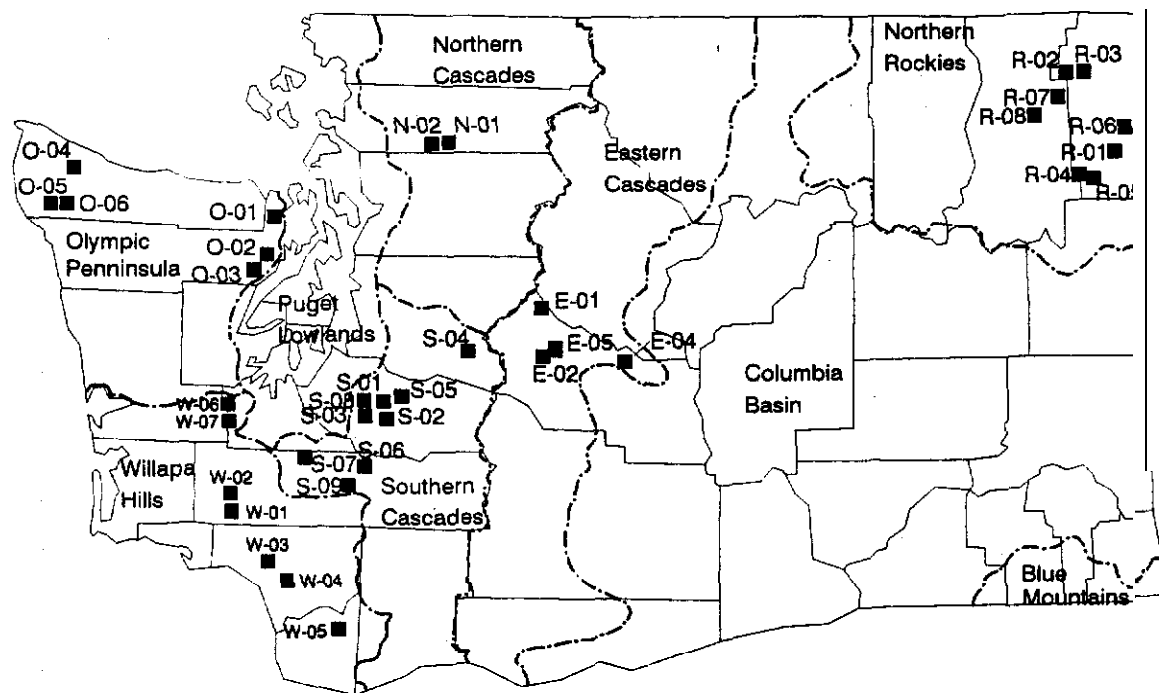 Northern
Cascades
Northern
Rockies
R-02
R-03
R-07
R-08
R-06
R-01
R-04
N-02
N-01
O-04
O-05
O-06
O-01
O-02
O-03
Olympic
Penninsula
Eastern
Cascades
Puget
Lowlands
E-01
E-05
E-04
E-02
S-04
S-01
S-05
S-03
S-02
Columbia
Basin
W-06
W-07
S-06
S-07
S-09
Willapa
Hills
W-02
W-01
Southern
Cascades
W-03
W-04
W-05
Blue
Mountains